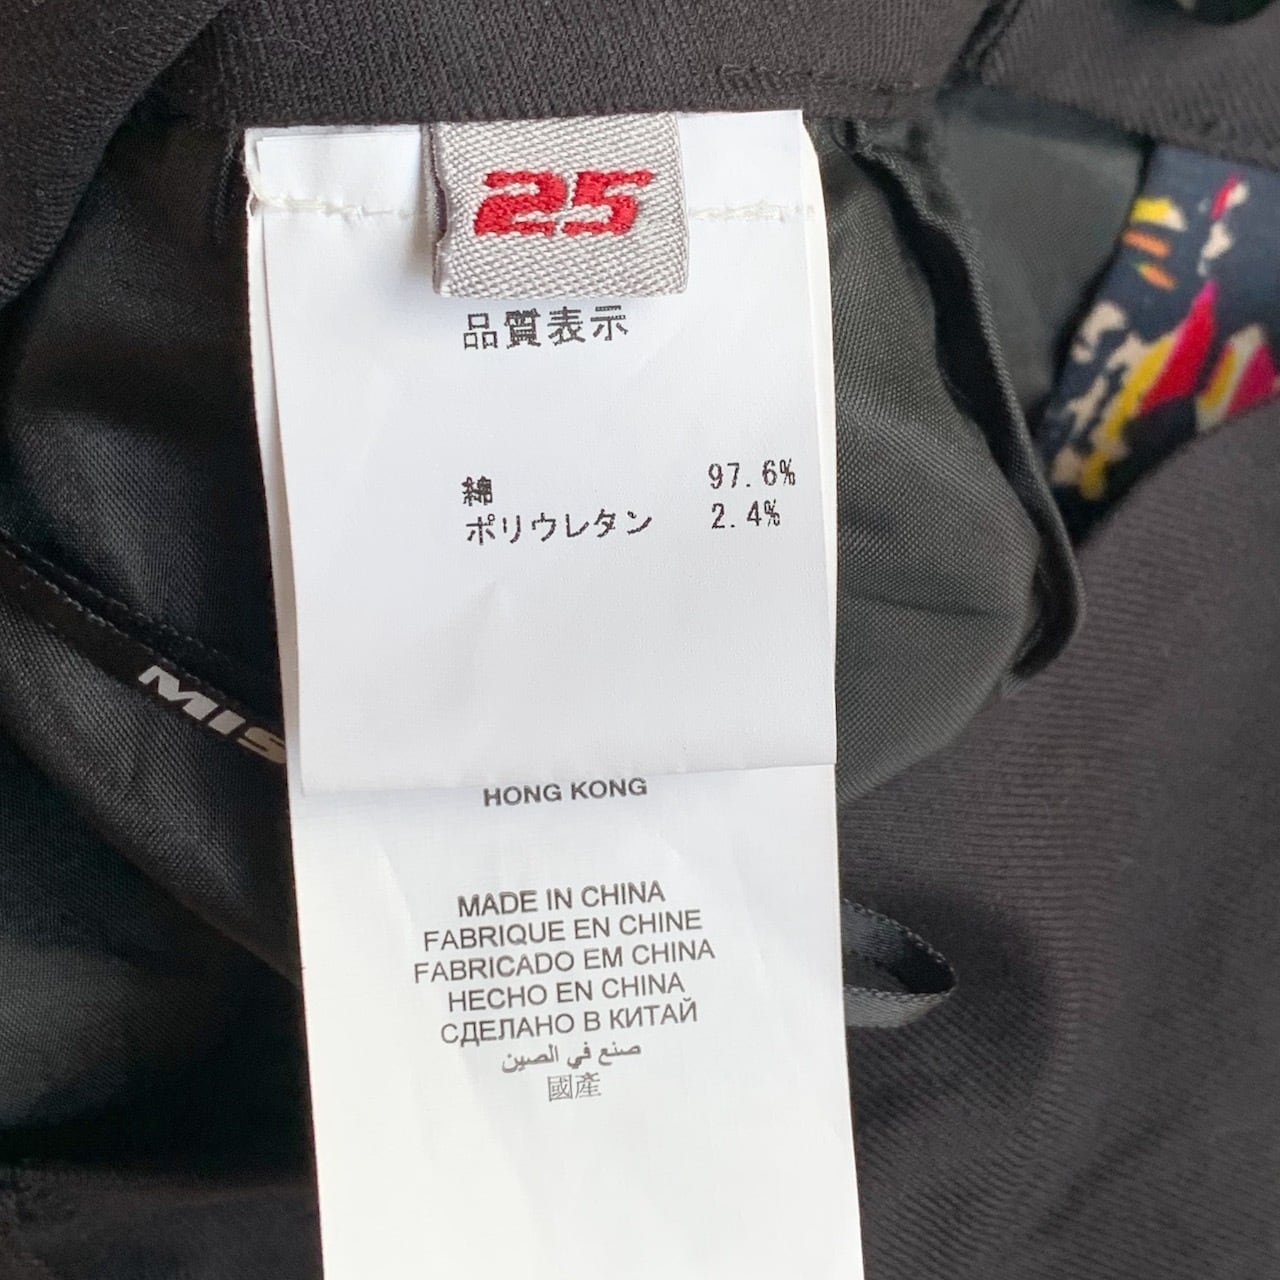 25
品質表示
綿 97.6%
ポリウレタン 2.4%
MIS
HONG KONG
MADE IN CHINA
FABRIQUE EN CHINE
FABRICADO EM CHINA
HECHO EN CHINA
СДЕЛАНО В КИТАЙ
صنع في الصين
國產